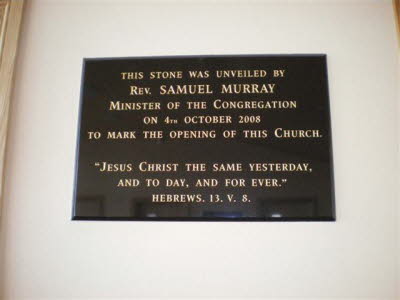 THIS STONE WAS UNVEILED BY
REV. SAMUEL MURRAY
MINISTER OF THE CONGREGATION
ON 4TH OCTOBER 2008
TO MARK THE OPENING OF THIS CHURCH.
"JESUS CHRIST THE SAME YESTERDAY,
AND TO DAY, AND FOR EVER."
HEBREWS. 13. V. 8.